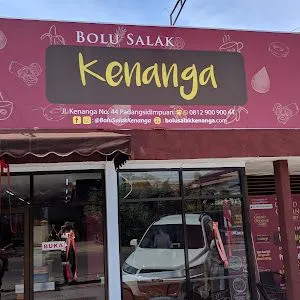 BOLU SALAK
Kenanga
JL. Kenanga No. 44 Padangsidimpuan 0812 900 900 44
: @BoluSalakKenanga : bolusalakkenanga.com
BUKA